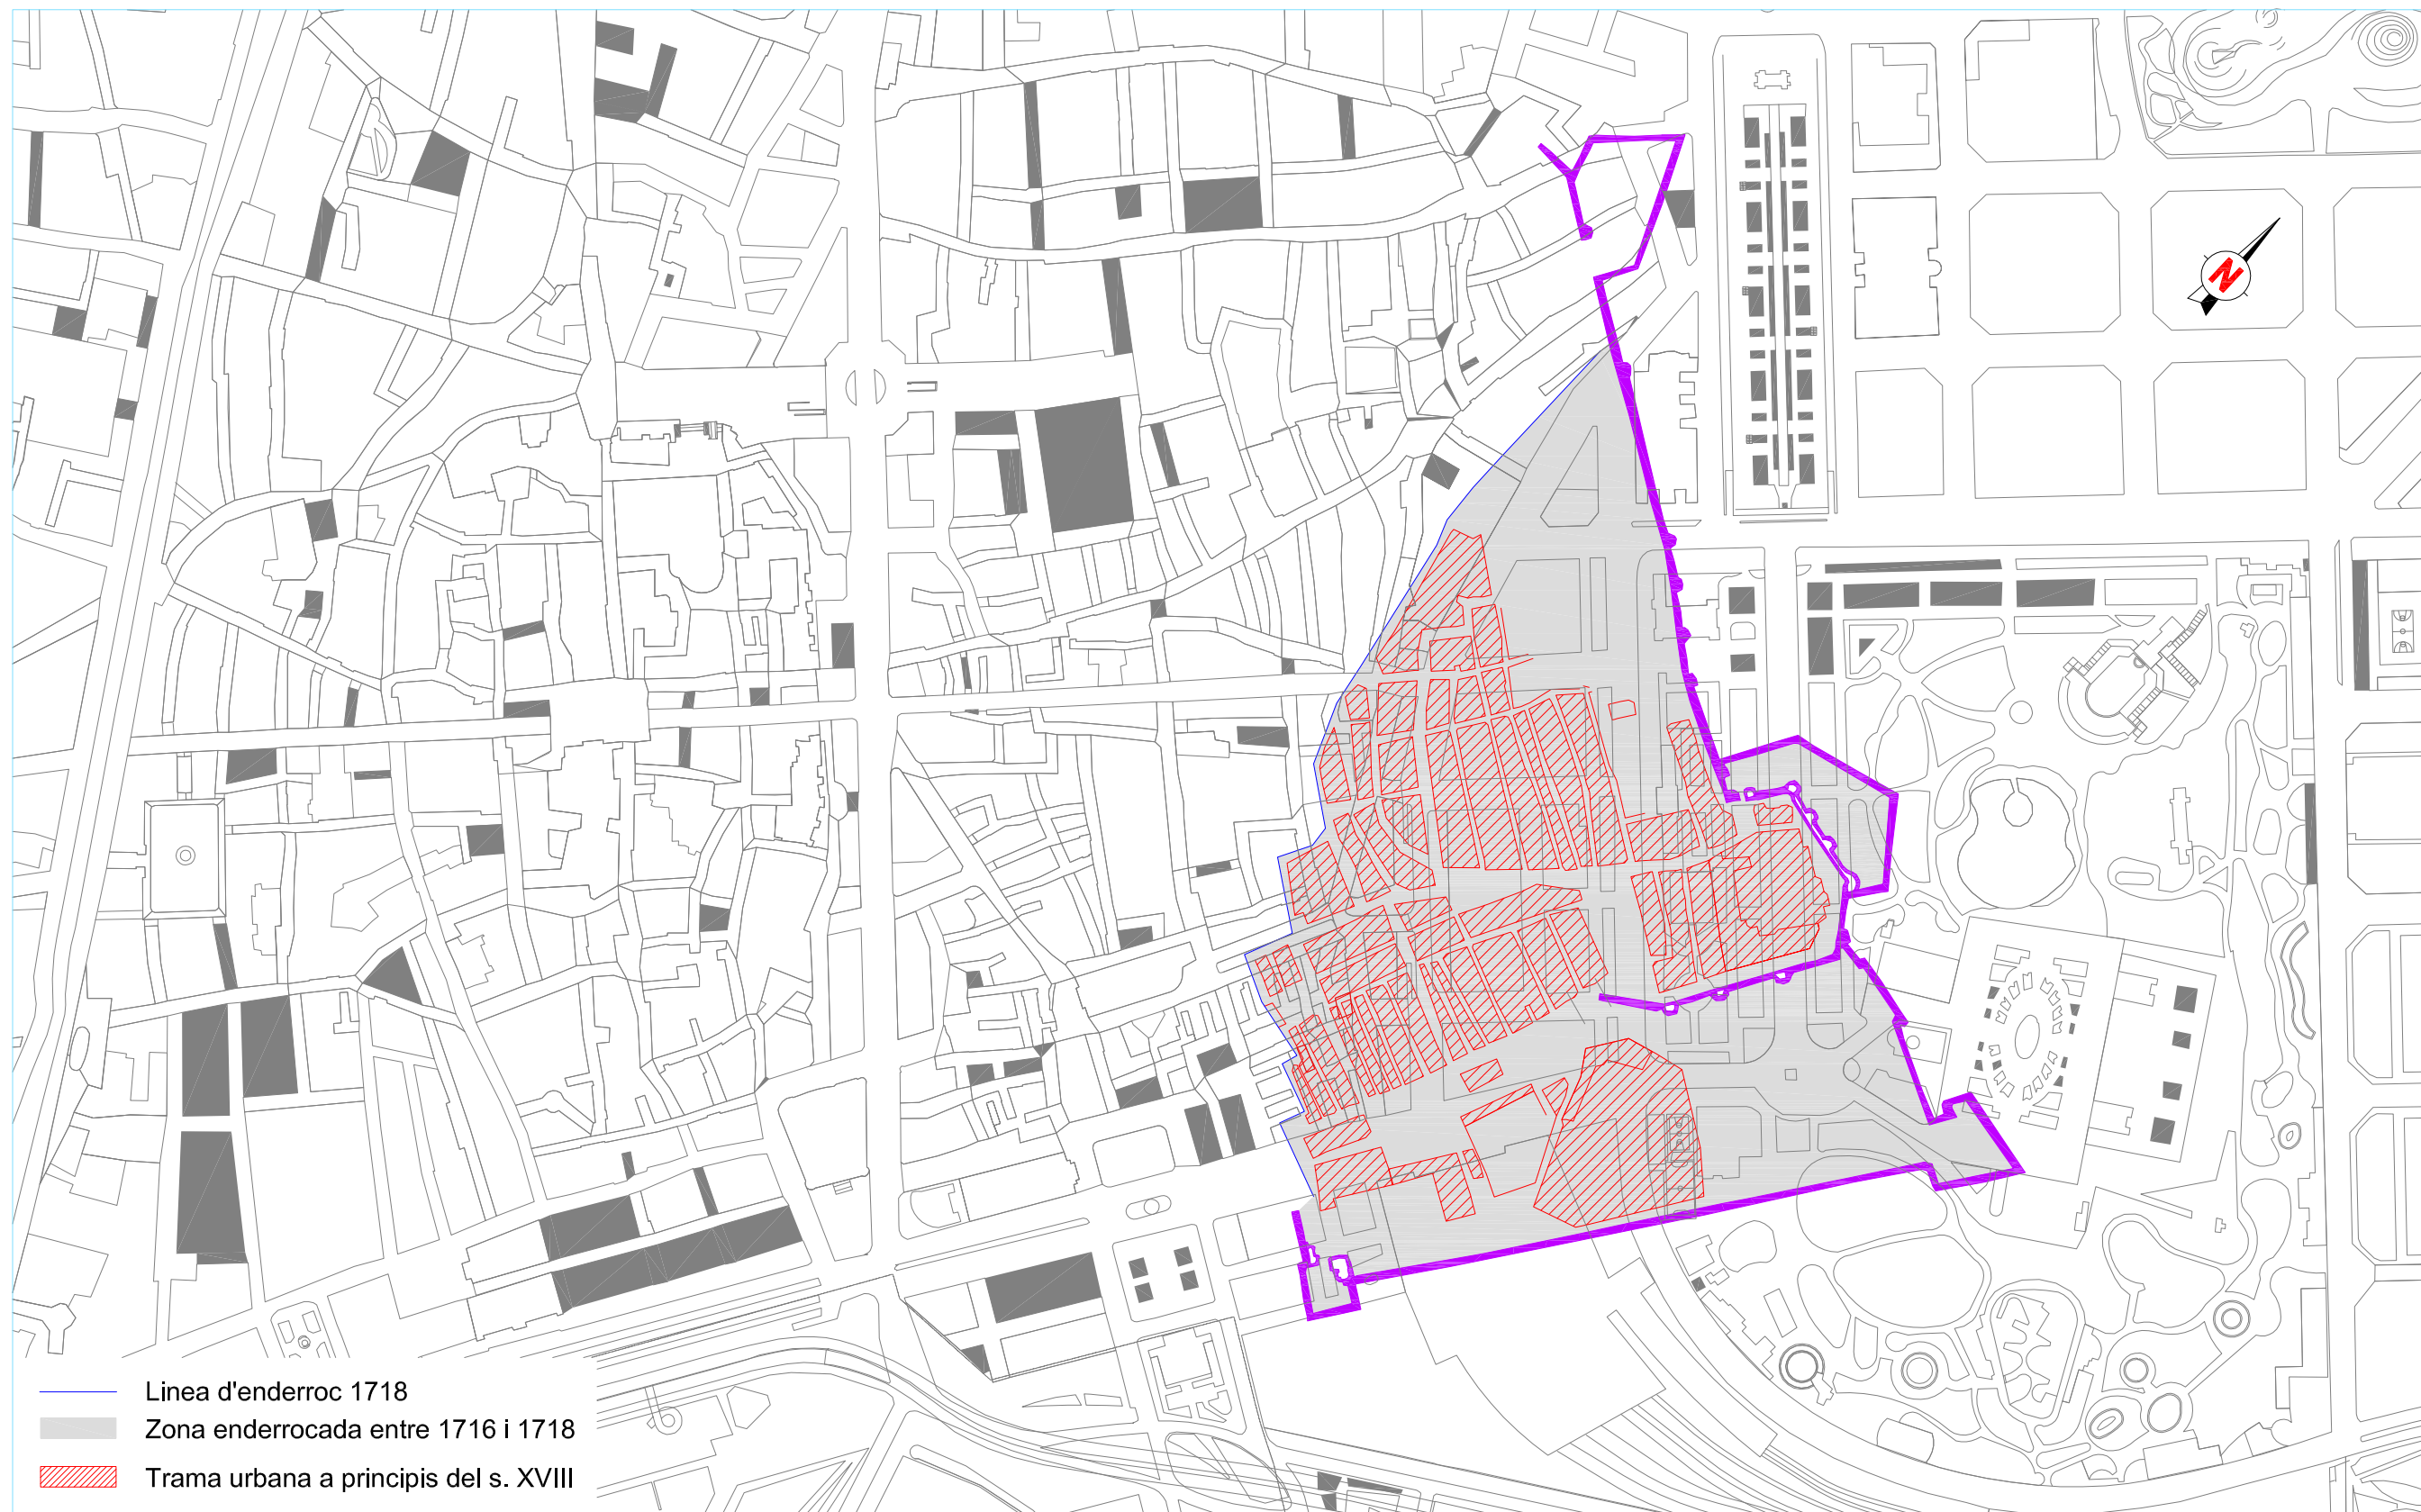 N
Linea d'enderroc 1718
Zona enderrocada entre 1716 i 1718
Trama urbana a principis del s. XVIII